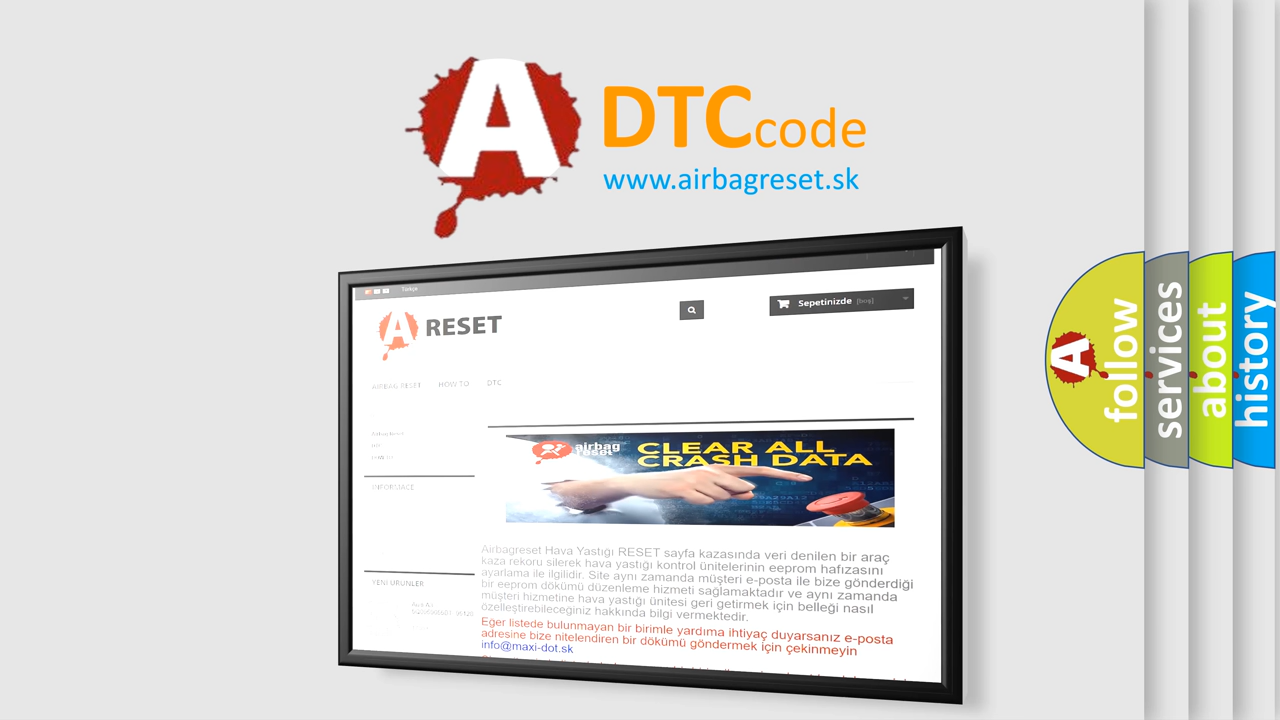 A
DTC code
www.airbagreset.sk
Türkçe
Sepetinizde (boş)
A RESET
AIRBAG RESET HOW TO DTC
airbag reset
CLEAR ALL
CRASH DATA
INFORMACE
Airbagreset Hava Yastığı RESET sayfa kazasında veri denilen bir araç
kaza rekoru silerek hava yastığı kontrol ünitelerinin eeprom hafızasını
ayarlama ile ilgilidir. Site aynı zamanda müşteri e-posta ile bize gönderdiği
bir eeprom dökümü düzenleme hizmeti sağlamaktadır ve aynı zamanda
müşteri hizmetine hava yastığı ünitesi geri getirmek için belleği nasıl
özelleştirebileceğiniz hakkında bilgi vermektedir.
Eğer listede bulunmayan bir birimle yardıma ihtiyaç duyarsanız e-posta
adresine bize nitelendiren bir dökümü göndermek için çekinmeyin
info@maxi-dot.sk
YENI ÜRÜNLER
A
follow
services
about
history